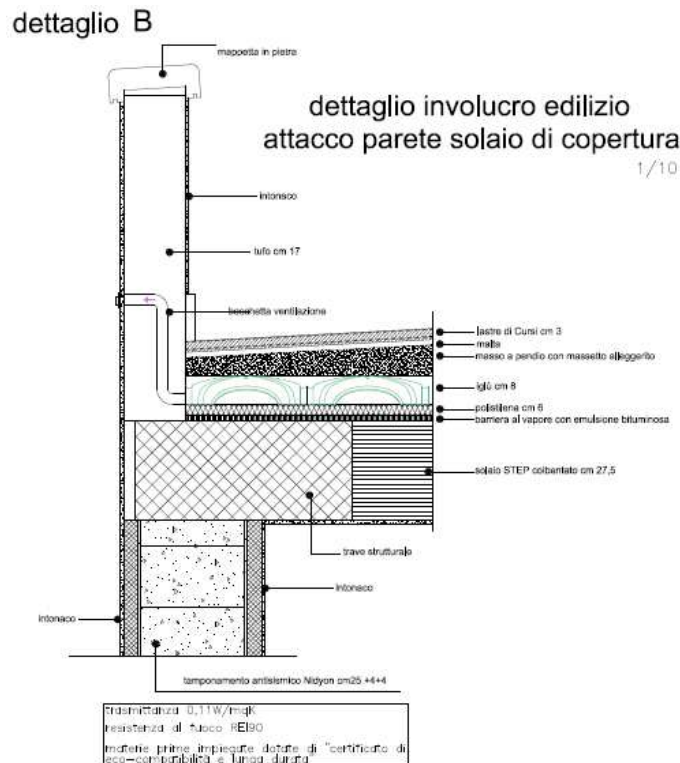 dettaglio B
mappetta in pietra
dettaglio involucro edilizio
attacco parete solaio di copertura
1/10
intonaco
tufo cm 17
bocchetta ventilazione
lastre di Cursi cm 3
malta
masso a pendio con massetto alleggerito
iglù cm 8
polistilene cm 6
barriera al vapore con emulsione bituminosa
solaio STEP coibentato cm 27,5
trave strutturale
intonaco
intonaco
tamponamento antisismico Nidyon cm25 +4+4
trasmittanza 0,11W/mqK
resistenza al fuoco REI90
materie prime impiegate dotate di "certificato di
eco-compatibilità e lunga durata"